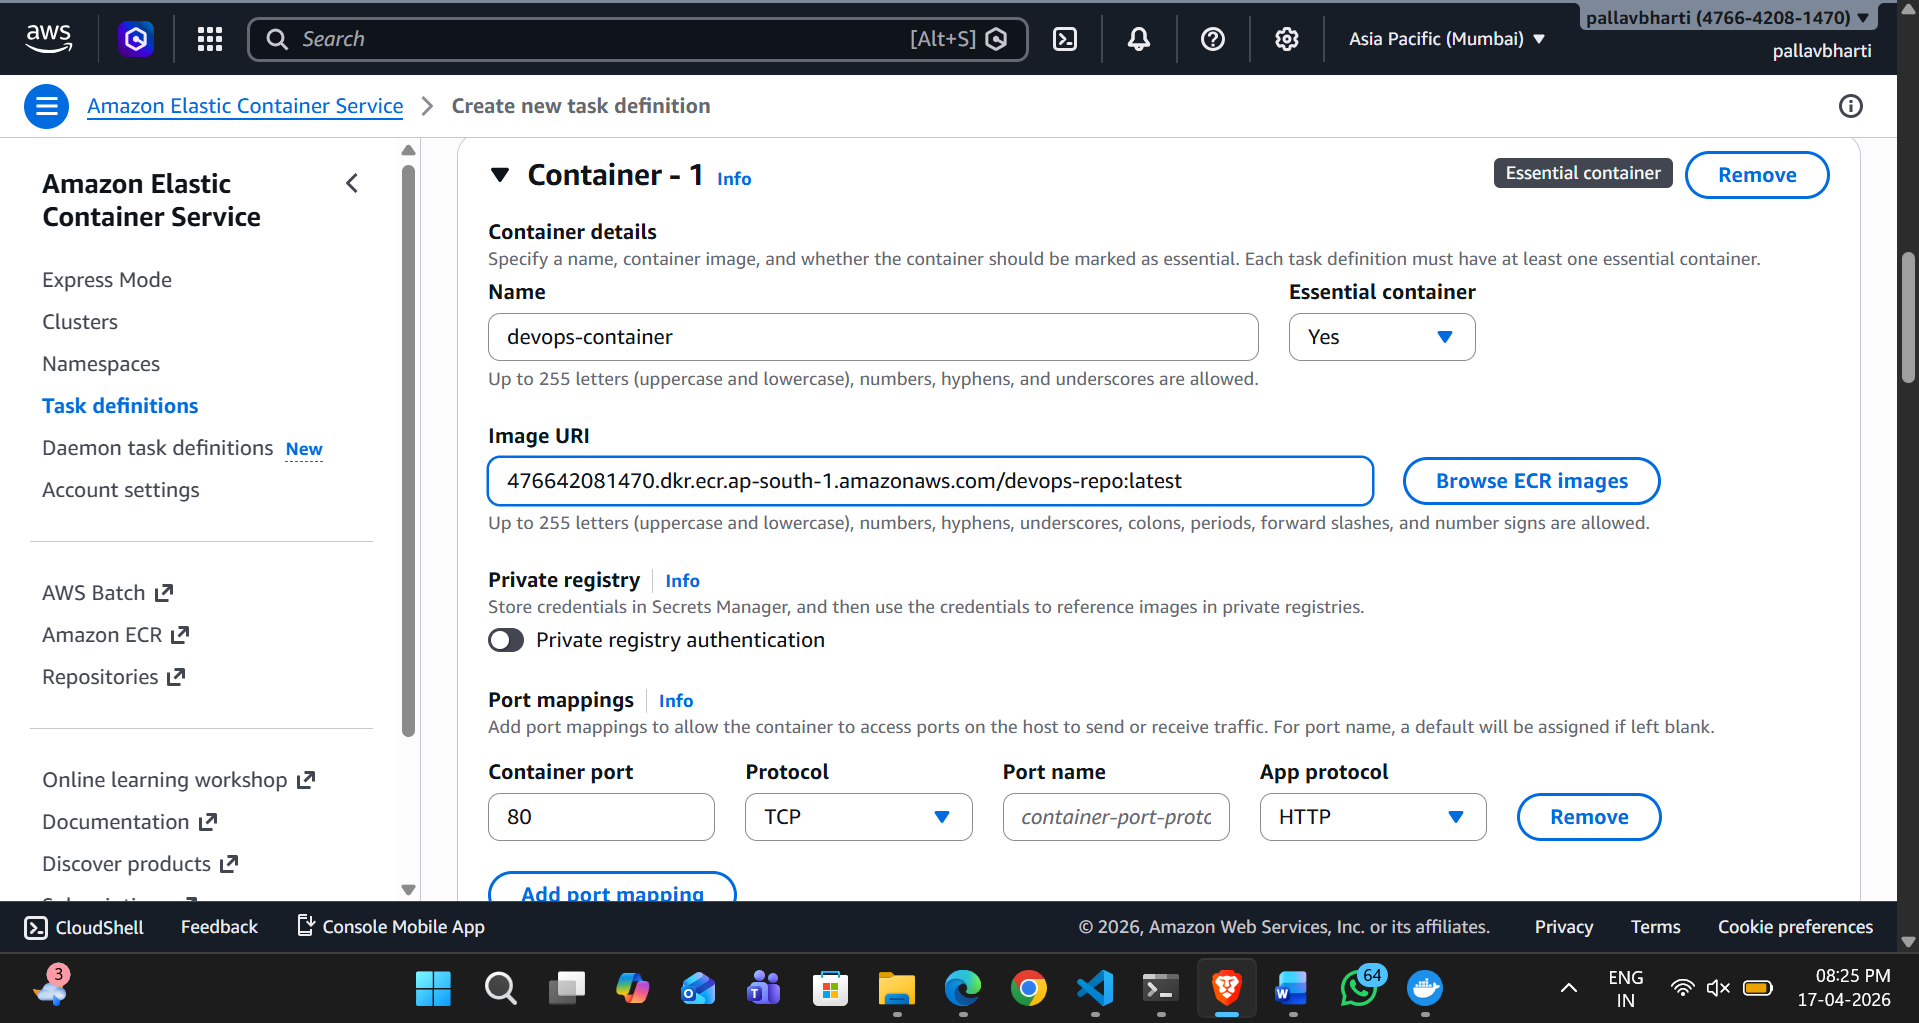 aws
Search
[Alt+S]
Asia Pacific (Mumbai)
pallavbharti (4766-4208-1470)
pallavbharti
Amazon Elastic Container Service
Create new task definition
Amazon Elastic
Container Service
Express Mode
Clusters
Namespaces
Task definitions
Daemon task definitions New
Account settings
AWS Batch
Amazon ECR
Repositories
Online learning workshop
Documentation
Discover products
Container - 1 Info
Essential container
Remove
Container details
Specify a name, container image, and whether the container should be marked as essential. Each task definition must have at least one essential container.
Name
Essential container
devops-container
Yes
Up to 255 letters (uppercase and lowercase), numbers, hyphens, and underscores are allowed.
Image URI
476642081470.dkr.ecr.ap-south-1.amazonaws.com/devops-repo:latest
Browse ECR images
Up to 255 letters (uppercase and lowercase), numbers, hyphens, underscores, colons, periods, forward slashes, and number signs are allowed.
Private registry Info
Store credentials in Secrets Manager, and then use the credentials to reference images in private registries.
Private registry authentication
Port mappings Info
Add port mappings to allow the container to access ports on the host to send or receive traffic. For port name, a default will be assigned if left blank.
Container port
Protocol
Port name
App protocol
80
TCP
container-port-proto
HTTP
Remove
Add port mapping
CloudShell
Feedback
Console Mobile App
© 2026, Amazon Web Services, Inc. or its affiliates.
Privacy
Terms
Cookie preferences
3
64
ENG
IN
08:25 PM
17-04-2026